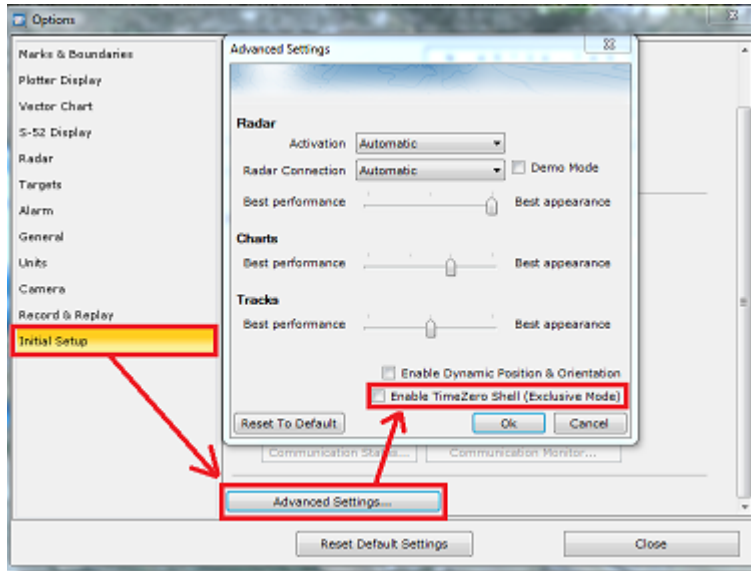 Options
Marks & Boundaries
Plotter Display
Vector Chart
S-52 Display
Radar
Targets
Alarm
General
Units
Camera
Record & Replay
Initial Setup
Advanced Settings
Radar
Activation Automatic
Radar Connection Automatic Demo Mode
Best performance Best appearance
Charts
Best performance Best appearance
Tracks
Best performance Best appearance
Enable Dynamic Position & Orientation
Enable TimeZero Shell (Exclusive Mode)
Reset To Default Ok Cancel
Communication Status... Communication Monitor...
Advanced Settings...
Reset Default Settings Close